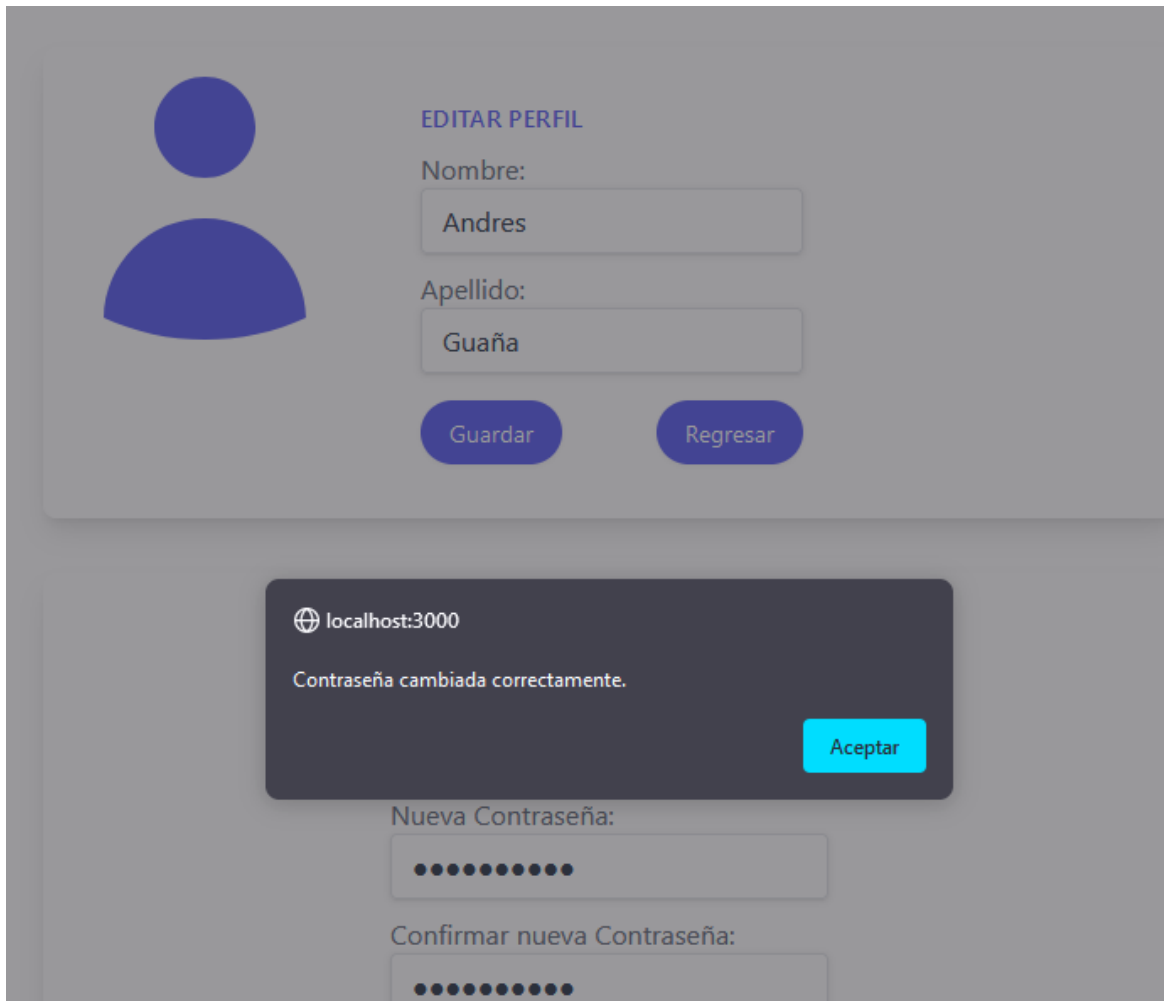 EDITAR PERFIL
Nombre:
Andres
Apellido:
Guaña
Guardar Regresar
localhost:3000
Contraseña cambiada correctamente.
Aceptar
Nueva Contraseña:
●●●●●●●●●●
Confirmar nueva Contraseña:
●●●●●●●●●●